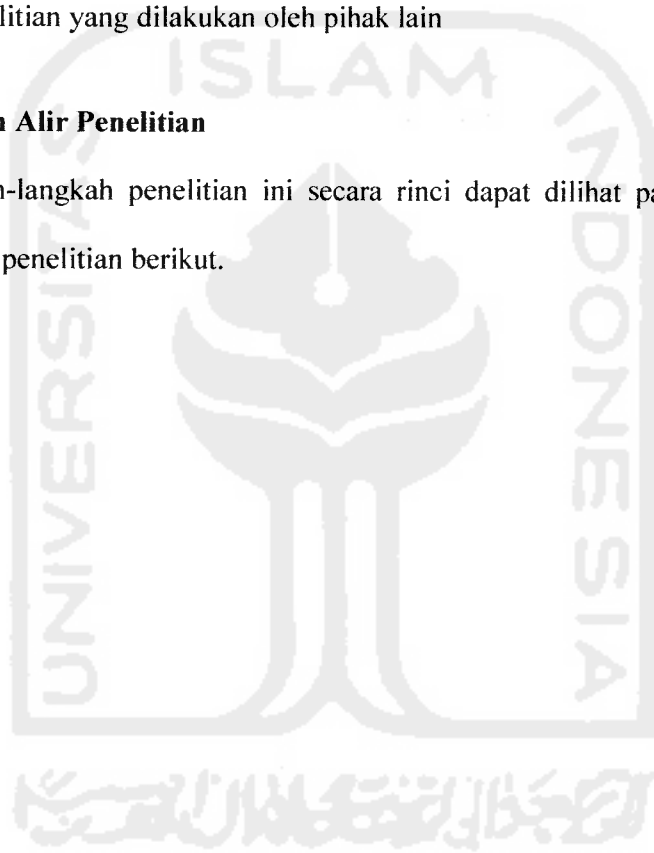 litian yang dilakukan oleh pihak lain
n Alir Penelitian
n-langkah penelitian ini secara rinci dapat dilihat pa
penelitian berikut.
UNIVERSITAS
ISLAM
INDONESIA